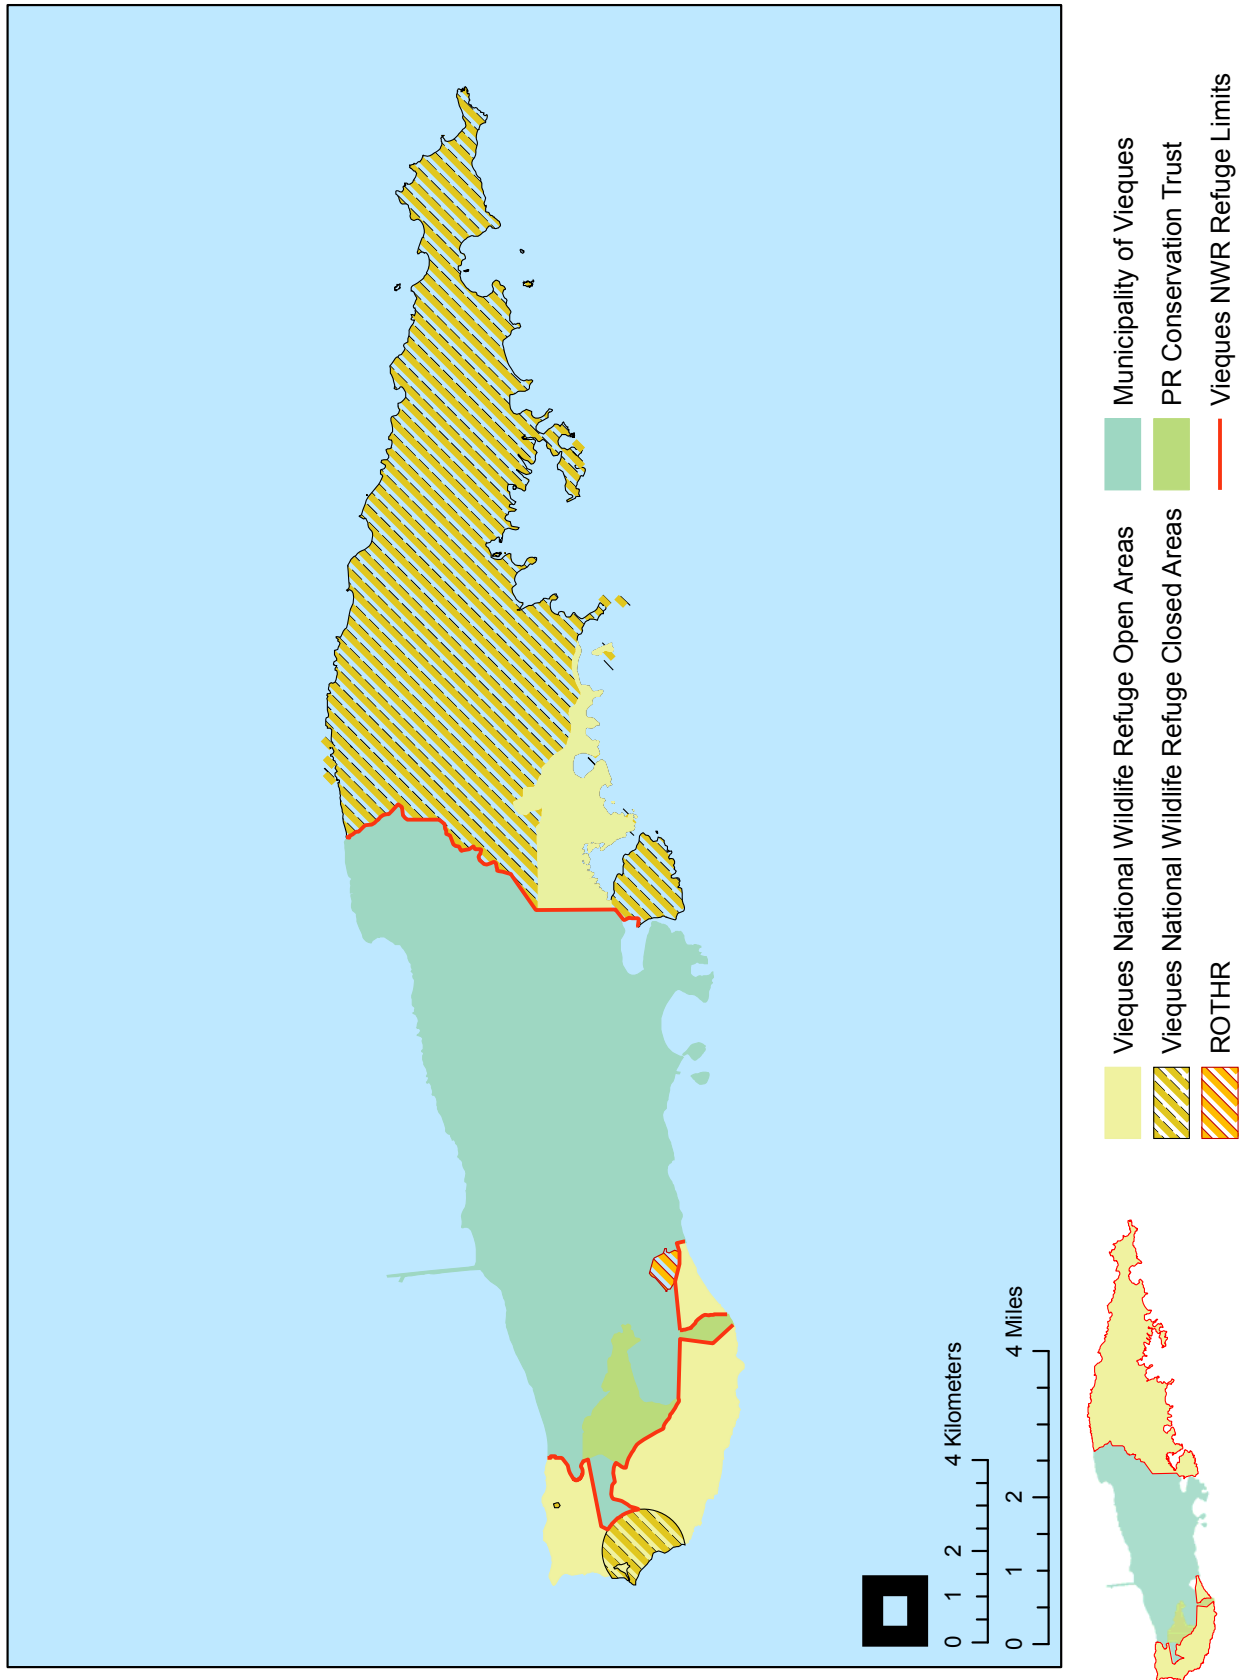 4 Kilometers
0 1 2
4 Miles
0 1 2
Vieques National Wildlife Refuge Open Areas
Vieques National Wildlife Refuge Closed Areas
ROTHR
Municipality of Vieques
PR Conservation Trust
Vieques NWR Refuge Limits